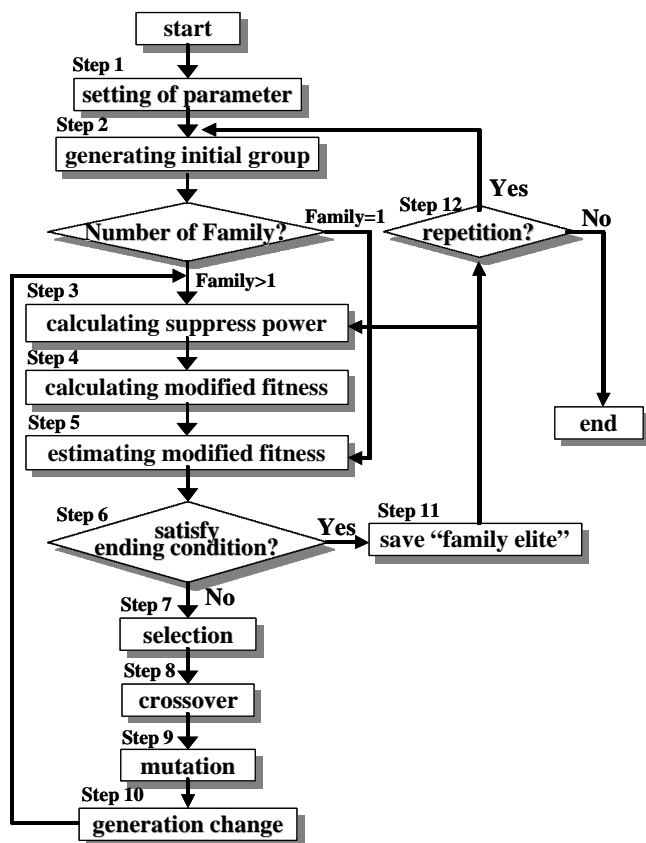 start
Step 1
setting of parameter
Step 2
generating initial group
Number of Family?
Family=1
Family>1
Step 3
calculating suppress power
Step 4
calculating modified fitness
Step 5
estimating modified fitness
Step 6
satisfy
ending condition?
Yes
No
Step 7
selection
Step 8
crossover
Step 9
mutation
Step 10
generation change
Step 11
save “family elite”
Step 12
repetition?
Yes
No
end